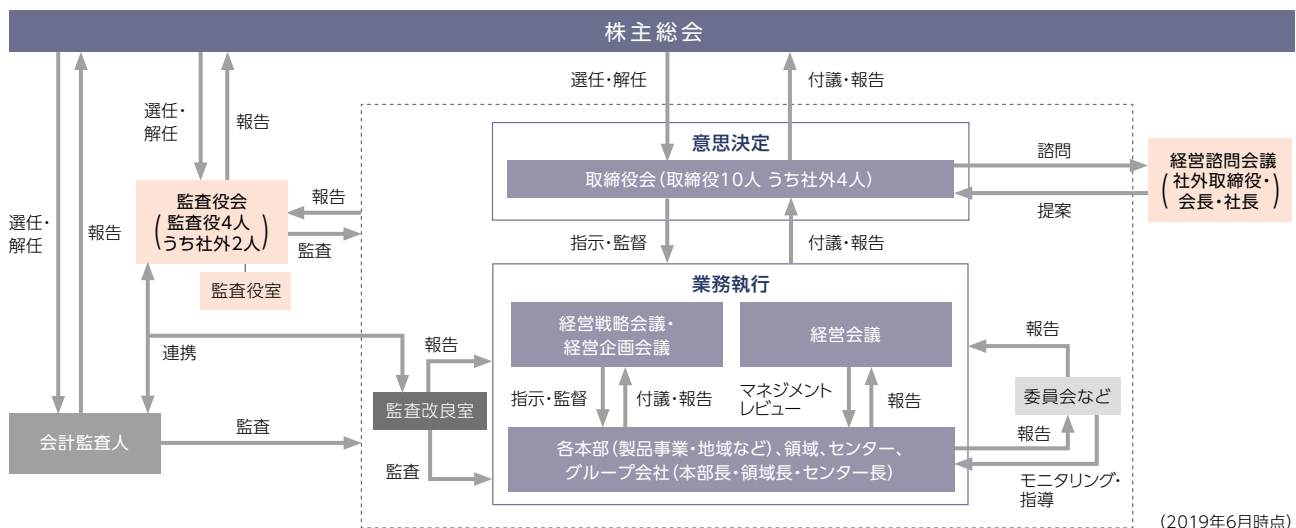 株主総会
選任・解任
付議・報告
選任・
解任
報告
意思決定
取締役会(取締役10人 うち社外4人)
諮問
提案
経営諮問会議
(社外取締役・
会長・社長)
監査役会
(監査役4人
うち社外2人)
監査役室
報告
監査
選任・
解任
報告
指示・監督
付議・報告
業務執行
経営戦略会議・
経営企画会議
経営会議
報告
連携
報告
監査改良室
指示・監督
付議・報告
マネジメント
レビュー
報告
委員会など
会計監査人
監査
監査
各本部(製品事業・地域など)、領域、センター、
グループ会社(本部長・領域長・センター長)
報告
モニタリング・
指導
(2019年6月時点)